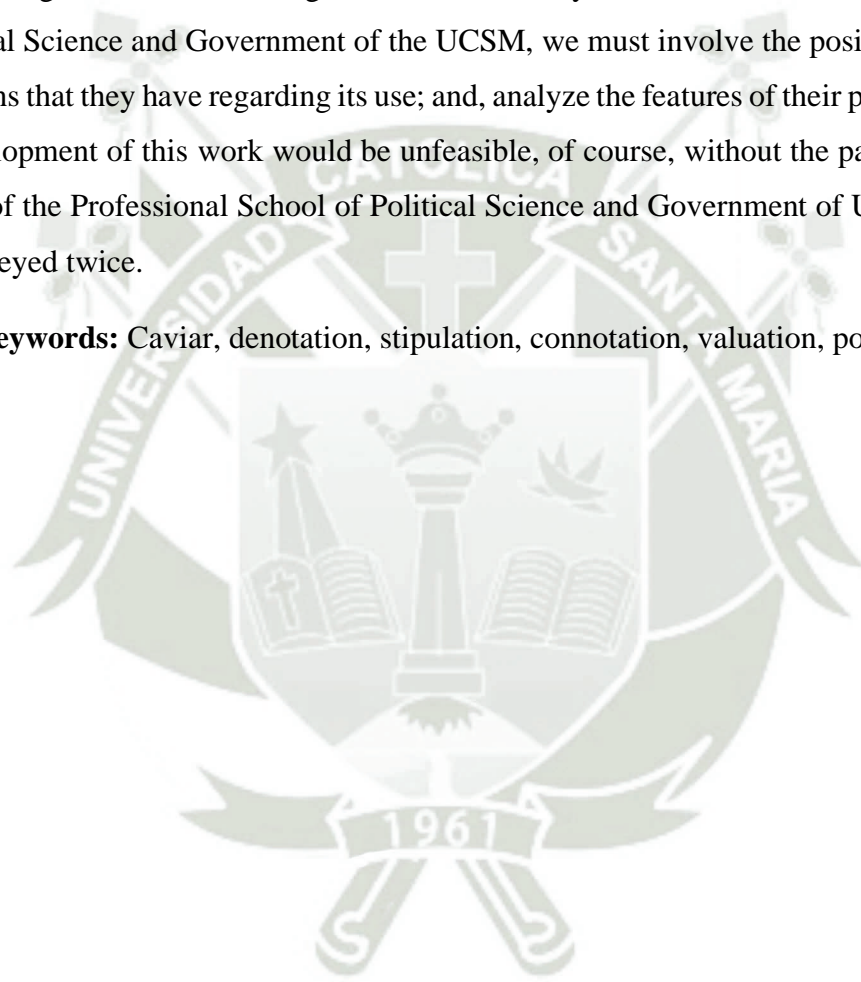 al Science and Government of the UCSM, we must involve the posi
ns that they have regarding its use; and, analyze the features of their p
lopment of this work would be unfeasible, of course, without the pa
of the Professional School of Political Science and Government of U
eyed twice.
eywords: Caviar, denotation, stipulation, connotation, valuation, po
UNIVERSIDAD CATOLICA SANTA MARIA
1961